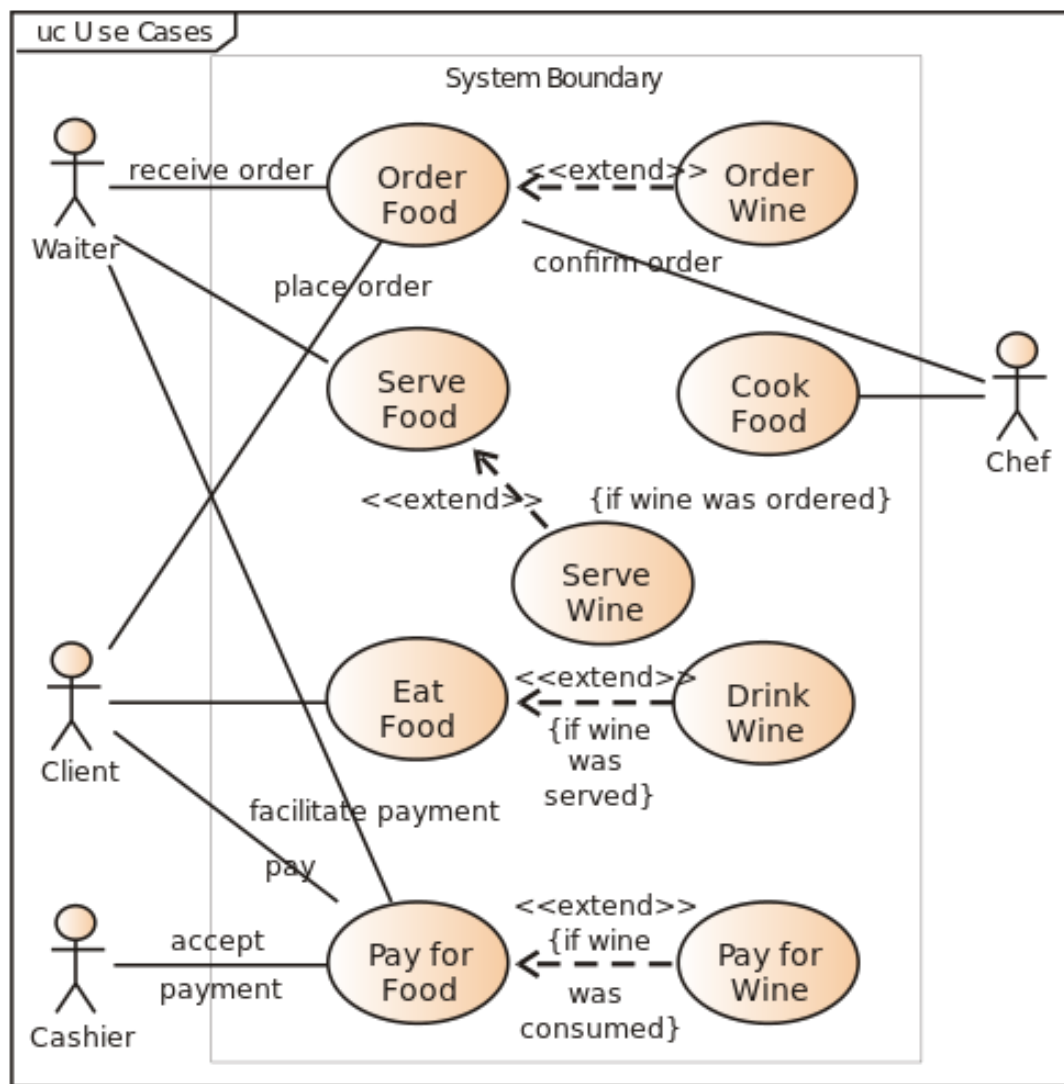 uc Use Cases
System Boundary
receive order
Order
Food
<<extend>>
Order
Wine
Waiter
confirm order
place order
Serve
Food
Cook
Food
Chef
<<extend>>
{if wine was ordered}
Serve
Wine
Eat
Food
<<extend>>
{if wine
was
served}
Drink
Wine
Client
facilitate payment
pay
accept
payment
Pay for
Food
<<extend>>
{if wine
was
consumed}
Pay for
Wine
Cashier